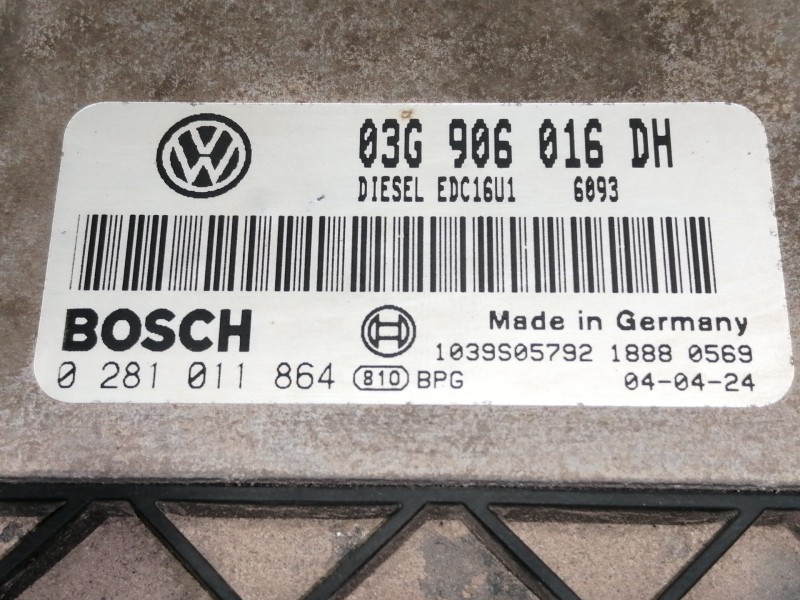 VW
03G 906 016 DH
DIESEL EDC16U1 6093
BOSCH
Made in Germany
1039S05792 1888 0569
0 281 011 864 810 BPG 04-04-24